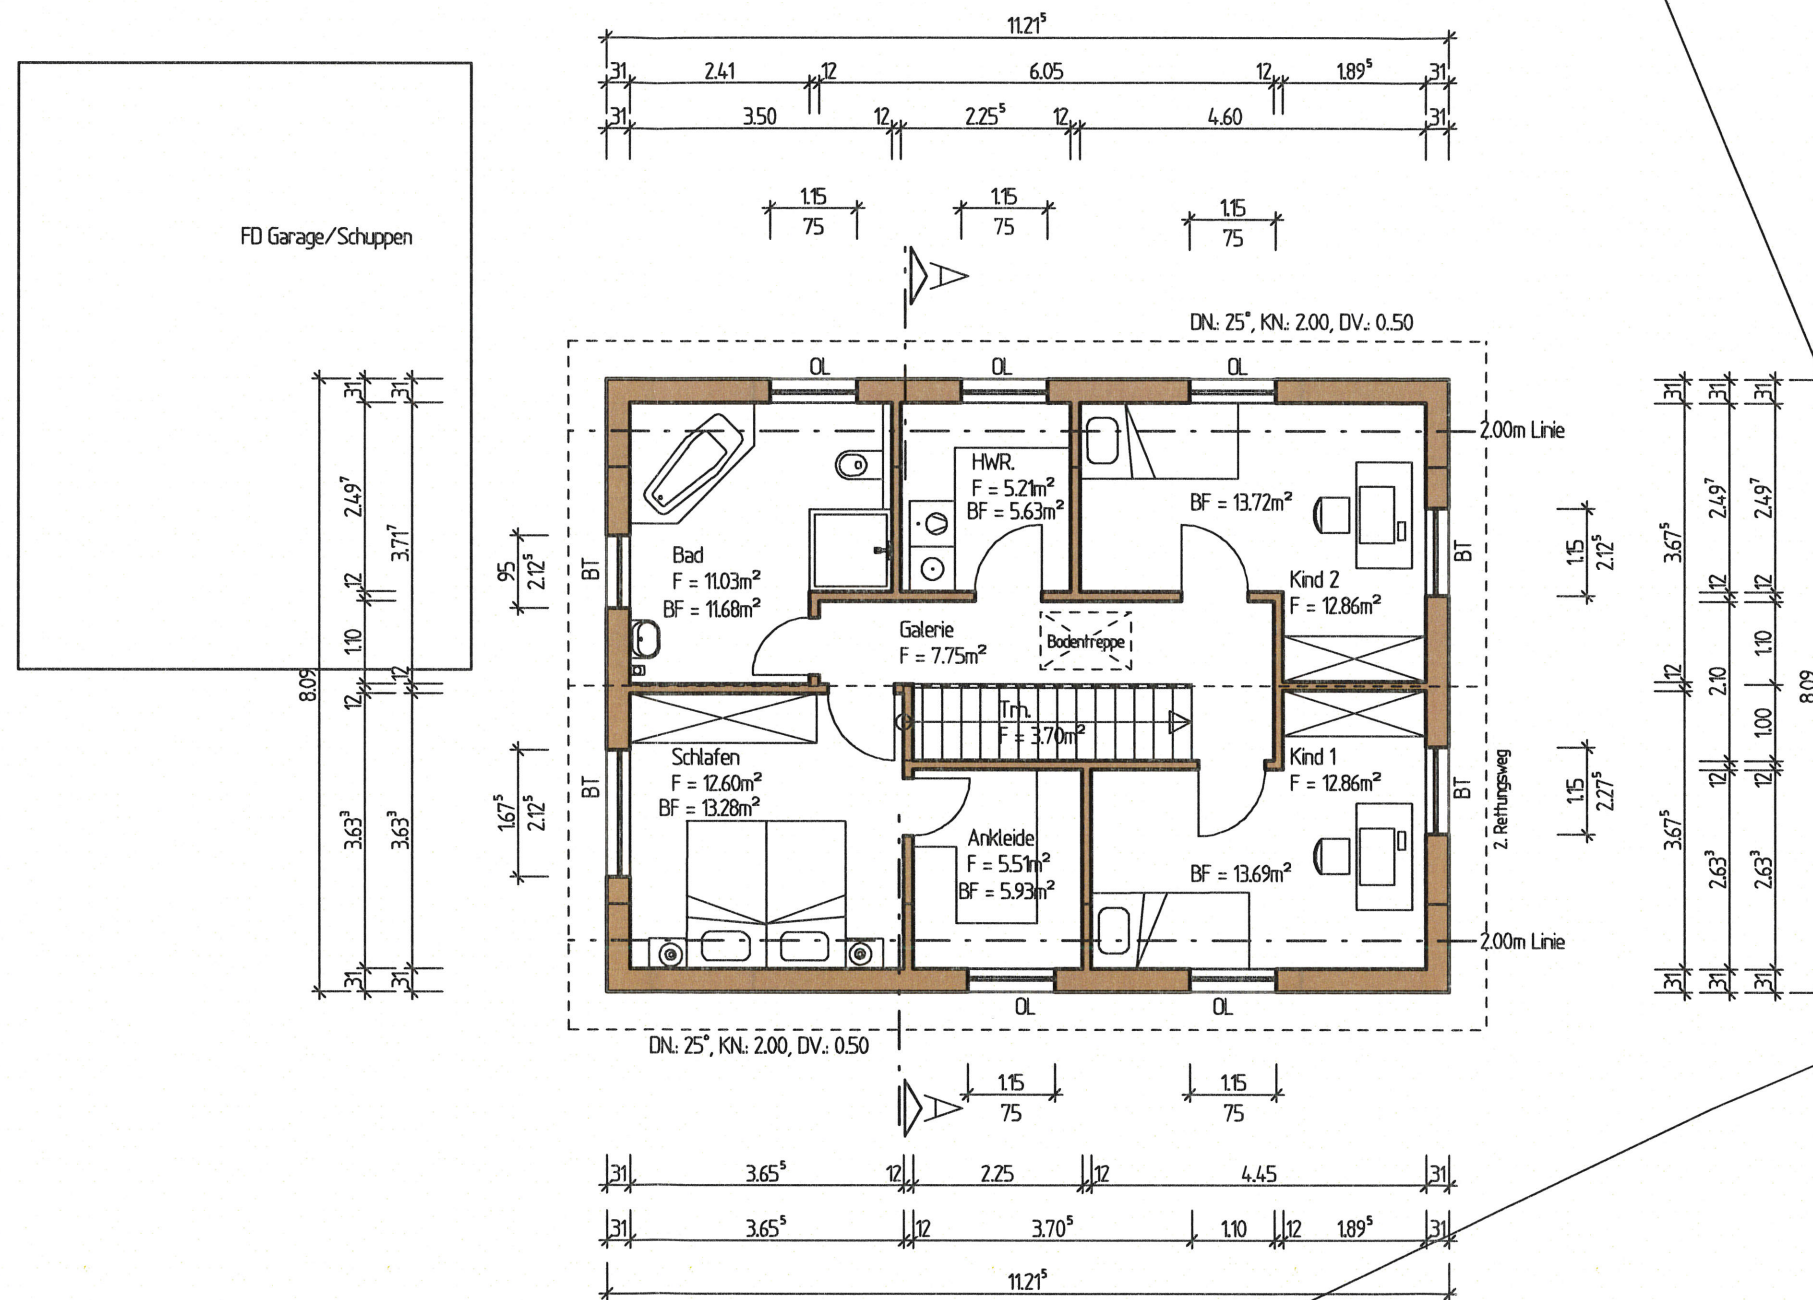 11.21⁵
31 2.41 12 6.05 12 1.89⁵ 31
31 3.50 12 2.25⁵ 12 4.60 31
1.15
75
1.15
75
1.15
75
FD Garage/Schuppen
A
DN.: 25°, KN.: 2.00, DV.: 0..50
OL
OL
OL
2.00m Linie
HWR.
F = 5.21m²
BF = 5.63m²
BF = 13.72m²
Bad
F = 11.03m²
BF = 11.68m²
Kind 2
F = 12.86m²
BT
BT
Galerie
F = 7.75m²
Bodentreppe
Trh.
F = 3.70m²
Schlafen
F = 12.60m²
BF = 13.28m²
Kind 1
F = 12.86m²
BT
BT
2. Rettungsweg
Ankleide
F = 5.51m²
BF = 5.93m²
BF = 13.69m²
2.00m Linie
OL
OL
DN.: 25°, KN.: 2.00, DV.: 0.50
A
1.15
75
1.15
75
31 3.65⁵ 12 2.25 12 4.45 31
31 3.65⁵ 12 3.70⁵ 1.10 12 1.89⁵ 31
11.21⁵
8.09
31 2.49⁷ 12 1.10 12 3.63³ 31
31 3.71⁷ 12 3.63³ 31
95
2.12⁵
1.67⁵
2.12⁵
1.15
2.12⁵
1.15
2.27⁵
31 3.67⁵ 12 3.67⁵ 31
31 2.49⁷ 12 2.10 12 2.63³ 31
31 2.49⁷ 12 1.10 1.00 12 2.63³ 31
8.09